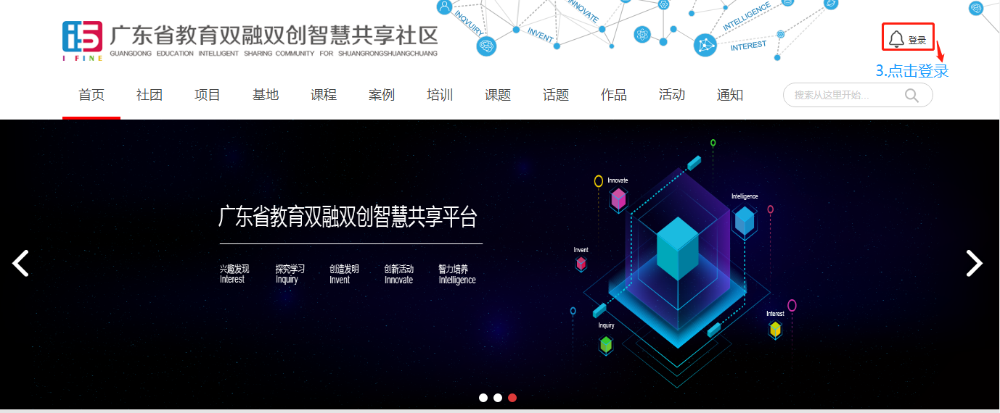 INQVUIRY
INVENT
INNOVATE
INTELLIGENCE
INTEREST
广东省教育双融双创智慧共享社区
I FINE
GUANGDONG EDUCATION INTELLIGENT SHARING COMMUNITY FOR SHUANGRONGSHUANGCHUANG
登录
3.点击登录
首页 社团 项目 基地 课程 案例 培训 课题 话题 作品 活动 通知
搜索从这里开始...
广东省教育双融双创智慧共享平台
兴趣发现 探究学习 创造发明 创新活动 智力培养
Interest Inquiry Invent Innovate Intelligence
Innovate
Intelligence
Invent
Interest
Inquiry